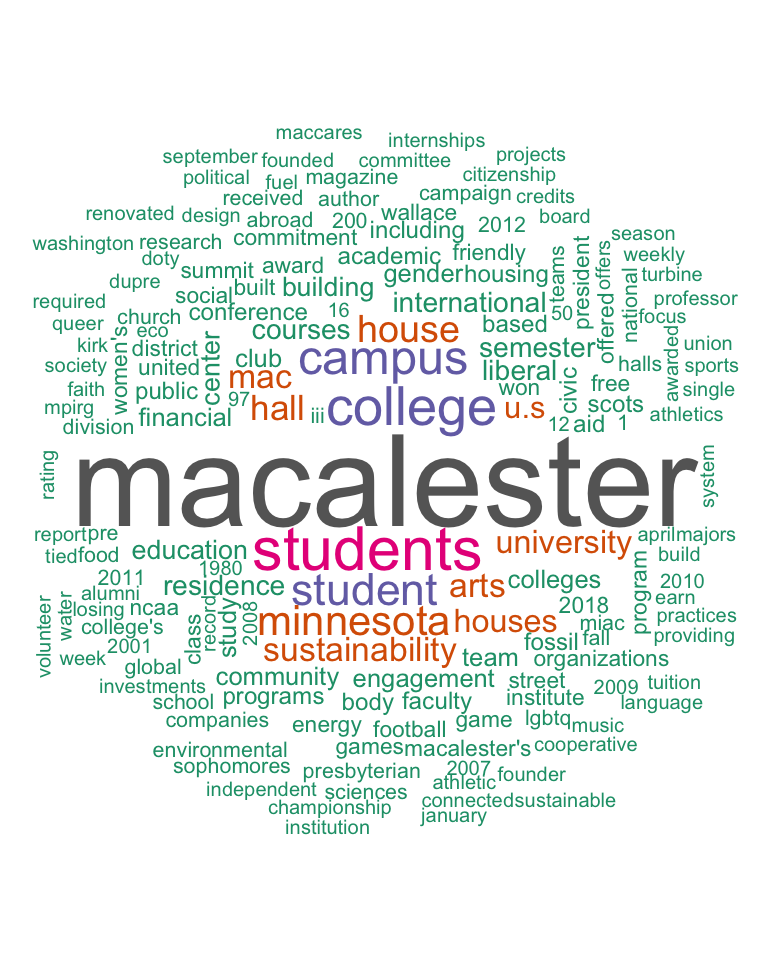 maccares
internships
september founded committee projects
political fuel magazine citizenship
received author campaign credits
renovated design abroad 200 wallace including 2012 board
washington research commitment academic friendly season
doty summit award genderhousing teams president offers weekly
dupre social built building international 50 offered national turbine
required church conference 16 house based focus professor
queer eco courses semester union
kirk women's district center club campus liberal halls awarded sports
society united mac won civic free single
faith public 97 college u.s scots
mpirg financial hall iii 12 aid 1 athletics
division
macalester
rating system
report pre students university april majors
tied food education build
2011 1980 residence student arts colleges program 2010
alumni 2018 earn
volunteer water losing ncaa class record study 2008 minnesota houses miac practices
college's fossil fall providing
2001 sustainability
week global team organizations
investments community engagement street 2009 tuition
school programs body faculty institute language
companies energy football game lgbtq music
environmental games macalester's cooperative
sophomores presbyterian 2007 founder
independent sciences athletic
championship connected sustainable
institution january